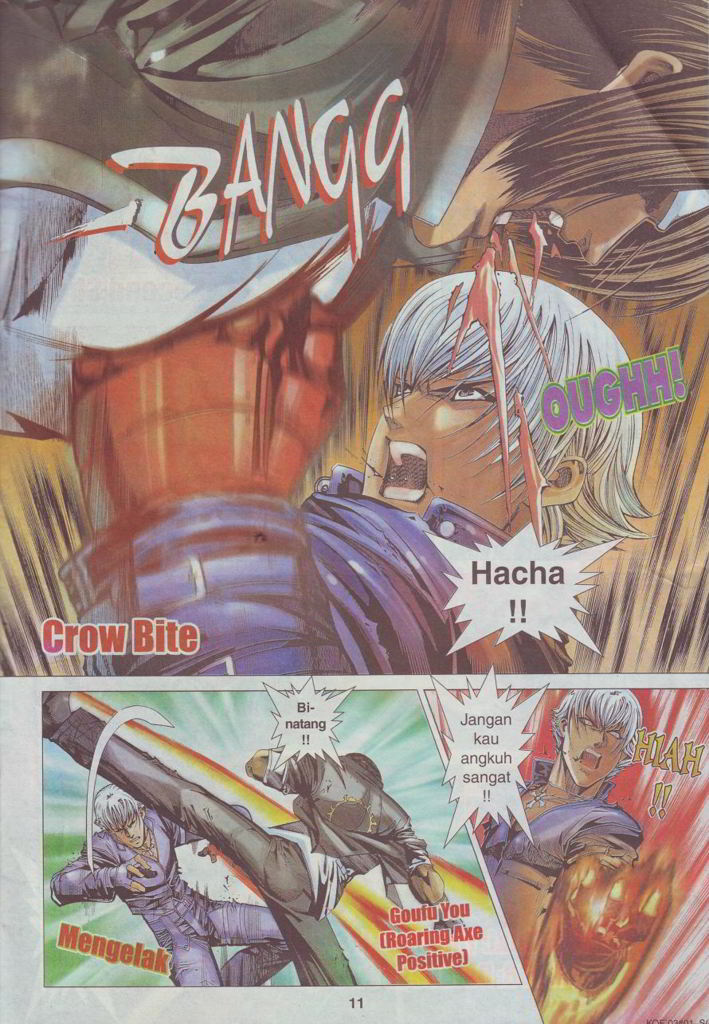 BANGG
OUGHH!
Hacha
!!
Crow Bite
Bi-
natang
!!
Jangan
kau
angkuh
sangat
!!
HIAH
!!
Goufu You
(Roaring Axe
Positive)
Mengelak
11